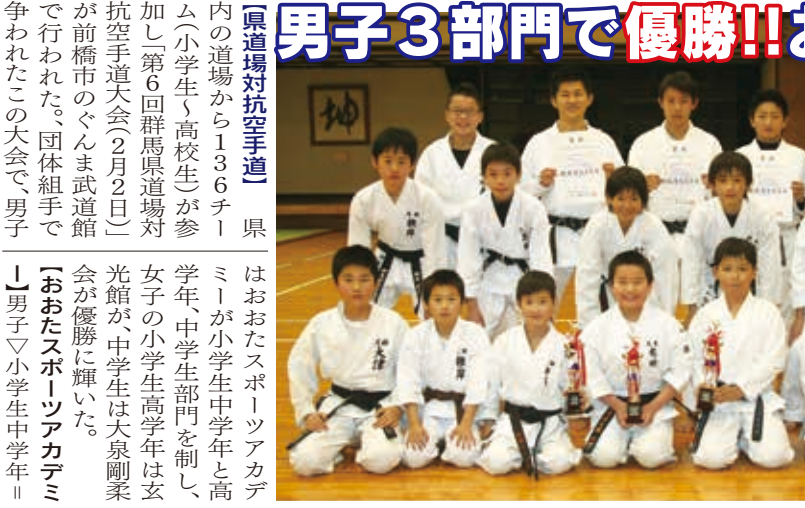 男子3部門で優勝!!お
【県道場対抗空手道】 県
内の道場から136チー
ム(小学生〜高校生)が参
加し「第6回群馬県道場対
抗空手道大会(2月2日)」
が前橋市のぐんま武道館
で行われた。団体組手で
争われたこの大会で、男子
はおおたスポーツアカデ
ミーが小学生中学年と高
学年、中学生部門を制し、
女子の小学生高学年は玄
光館が、中学生は大泉剛柔
会が優勝に輝いた。
【おおたスポーツアカデミ
ー】男子▽小学生中学年=
坤
大津